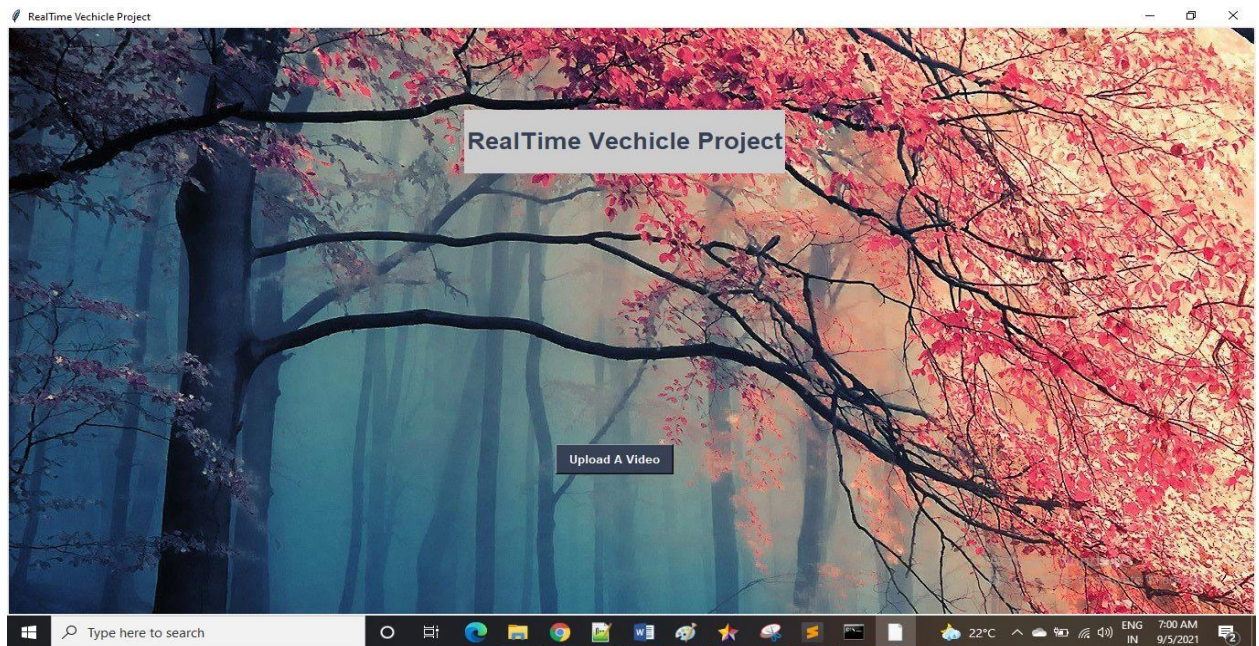 RealTime Vechicle Project
RealTime Vechicle Project
Upload A Video
Type here to search
22°C
ENG
IN
7:00 AM
9/5/2021
2